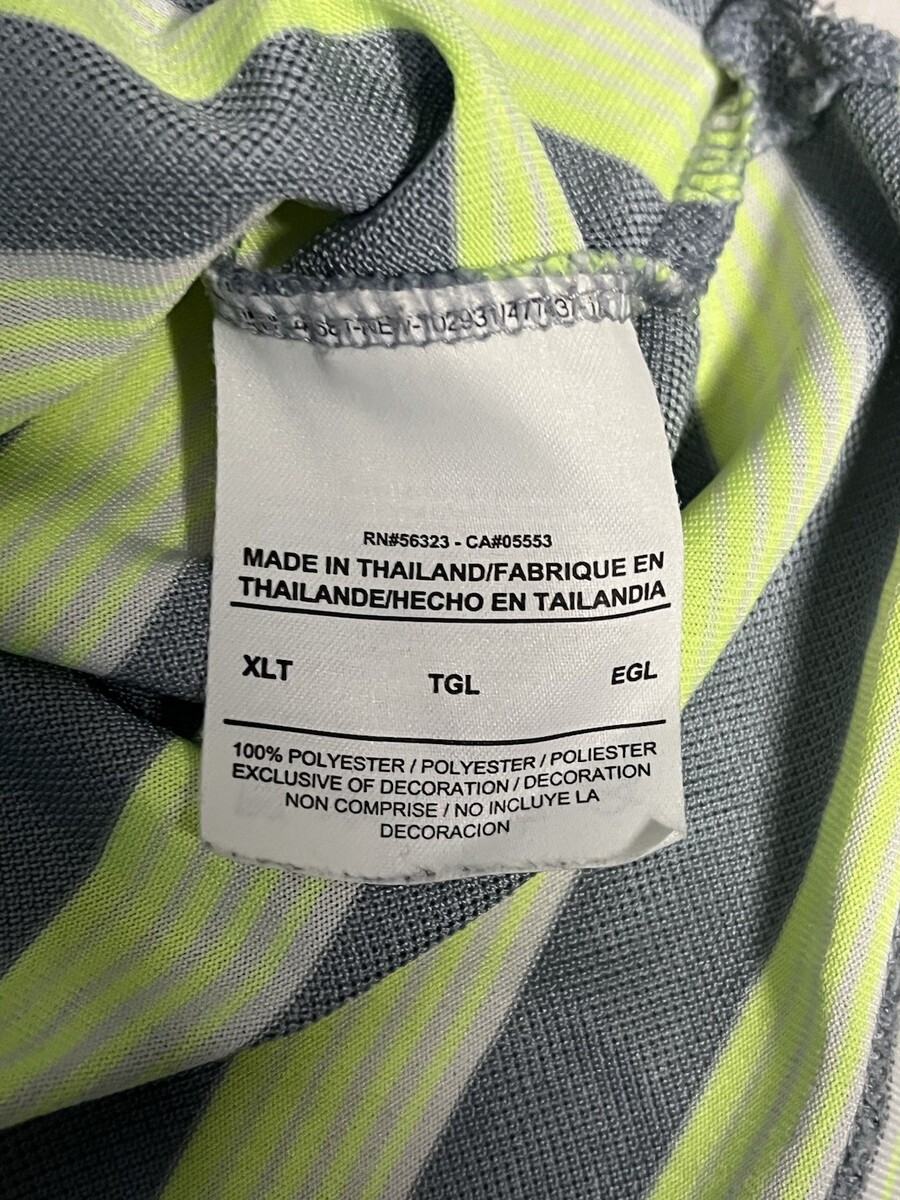 RN#56323 - CA#05553
MADE IN THAILAND/FABRIQUE EN
THAILANDE/HECHO EN TAILANDIA
XLT TGL EGL
100% POLYESTER / POLYESTER / POLIESTER
EXCLUSIVE OF DECORATION / DECORATION
NON COMPRISE / NO INCLUYE LA
DECORACION